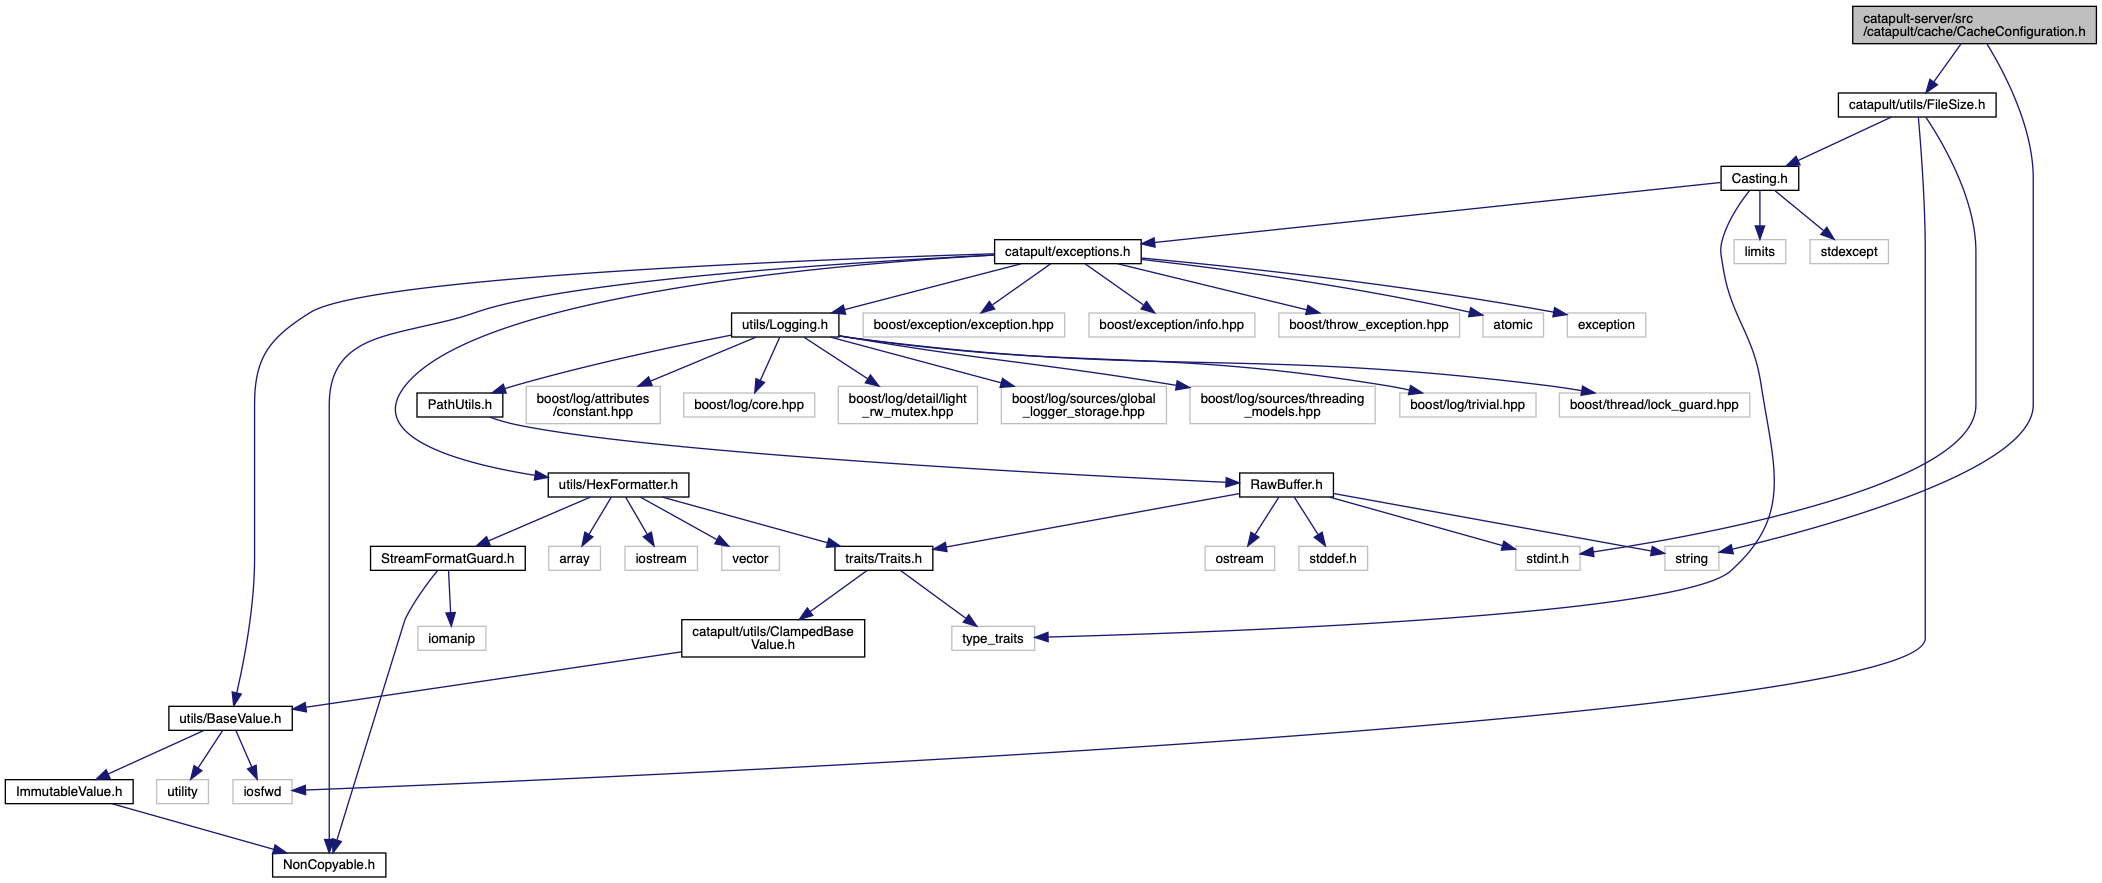 catapult-server/src
/catapult/cache/CacheConfiguration.h
catapult/utils/FileSize.h
Casting.h
catapult/exceptions.h
limits
stdexcept
utils/Logging.h
boost/exception/exception.hpp
boost/exception/info.hpp
boost/throw_exception.hpp
atomic
exception
PathUtils.h
boost/log/attributes
/constant.hpp
boost/log/core.hpp
boost/log/detail/light
_rw_mutex.hpp
boost/log/sources/global
_logger_storage.hpp
boost/log/sources/threading
_models.hpp
boost/log/trivial.hpp
boost/thread/lock_guard.hpp
utils/HexFormatter.h
RawBuffer.h
StreamFormatGuard.h
array
iostream
vector
traits/Traits.h
ostream
stddef.h
stdint.h
string
iomanip
catapult/utils/ClampedBase
Value.h
type_traits
utils/BaseValue.h
ImmutableValue.h
utility
iosfwd
NonCopyable.h